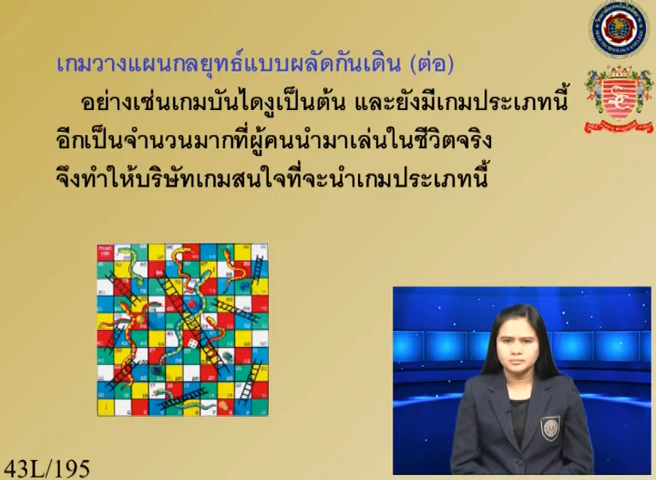 เกมวางแผนกลยุทธ์แบบผลัดกันเดิน (ต่อ)
อย่างเช่นเกมบันไดงูเป็นต้น และยังมีเกมประเภทนี้
อีกเป็นจำนวนมากที่ผู้คนนำมาเล่นในชีวิตจริง
จึงทำให้บริษัทเกมสนใจที่จะนำเกมประเภทนี้
43L/195